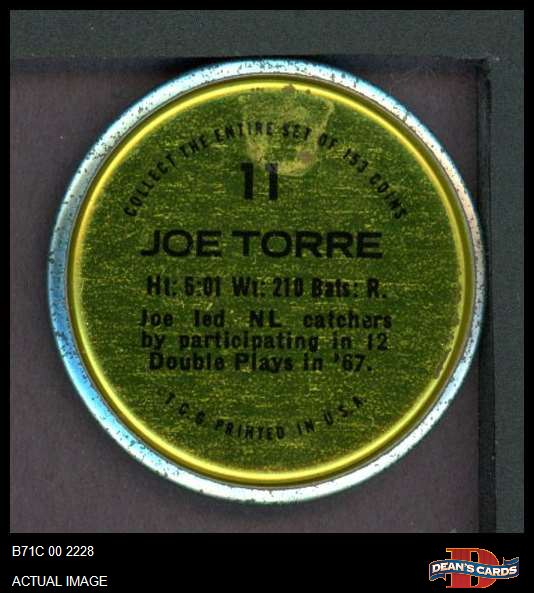 COLLECT THE ENTIRE SET OF 153 COINS
11
JOE TORRE
Ht: 6:01 Wt: 210 Bats: R.
Joe led NL catchers
by participating in 12
Double Plays in '67.
T.C.G. PRINTED IN U.S.A.
B71C 00 2228
ACTUAL IMAGE
D
DEAN'S CARDS